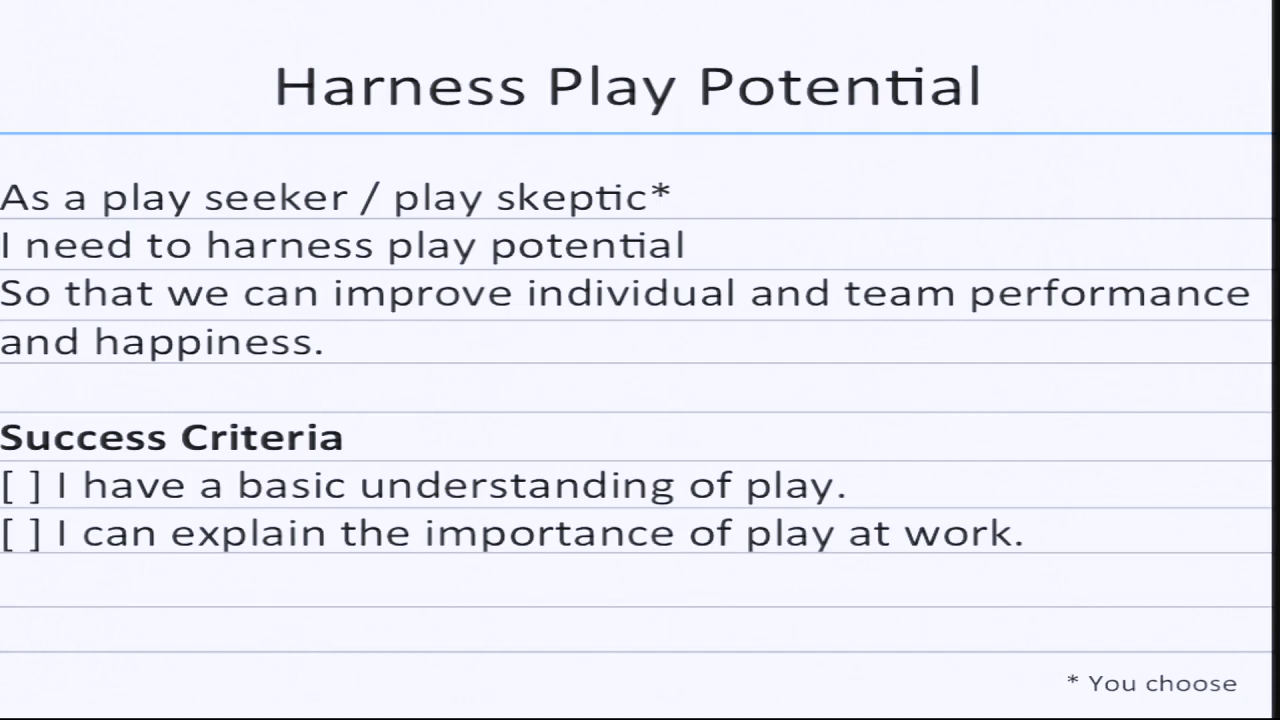 Harness Play Potential
As a play seeker / play skeptic*
I need to harness play potential
So that we can improve individual and team performance
and happiness.
Success Criteria
[ ] I have a basic understanding of play.
[ ] I can explain the importance of play at work.
* You choose